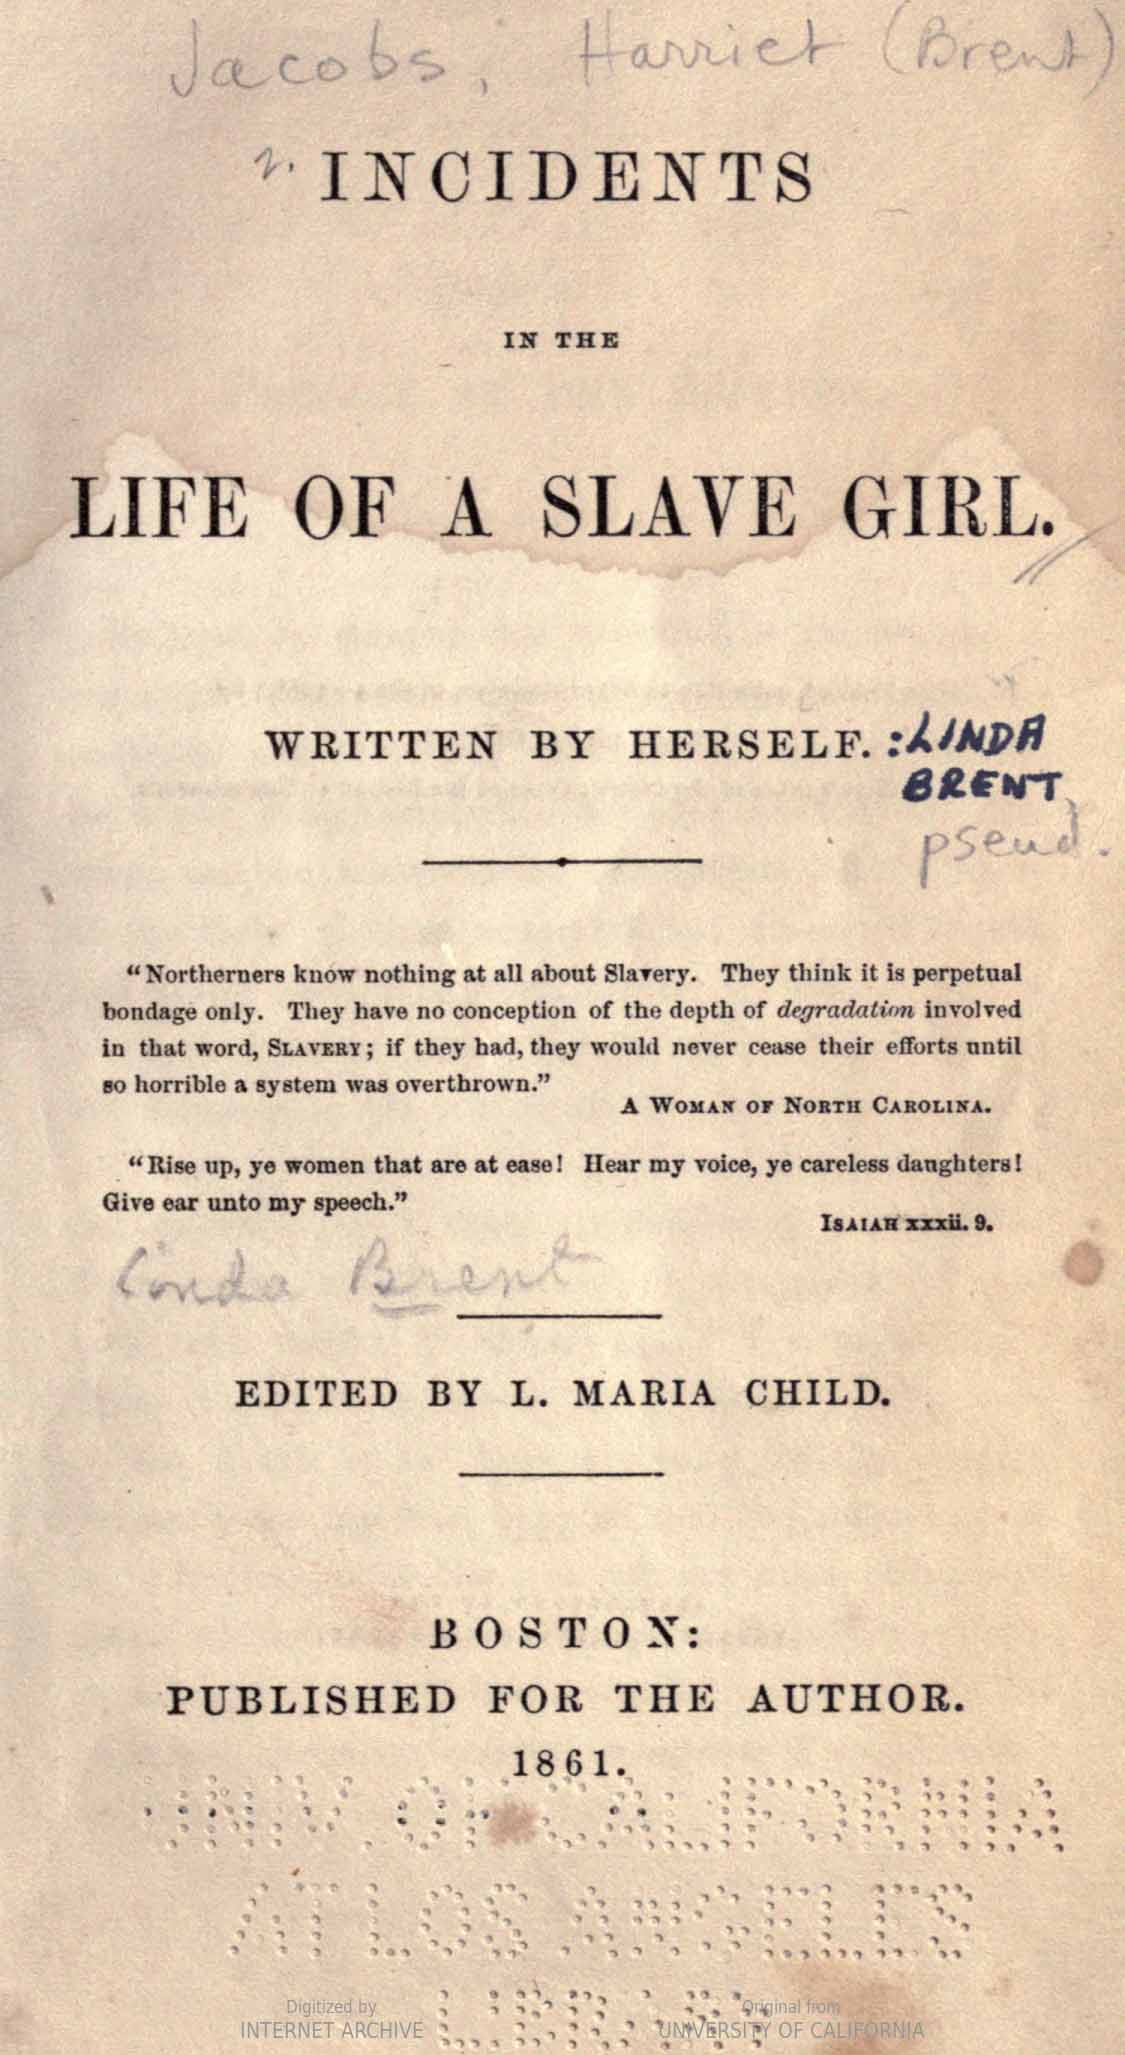 Jacobs, Harriet (Brent)
2. INCIDENTS
IN THE
LIFE OF A SLAVE GIRL.
WRITTEN BY HERSELF. :LINDA
BRENT
pseud.
“Northerners know nothing at all about Slavery. They think it is perpetual
bondage only. They have no conception of the depth of degradation involved
in that word, SLAVERY; if they had, they would never cease their efforts until
so horrible a system was overthrown.”
A WOMAN OF NORTH CAROLINA.
“Rise up, ye women that are at ease! Hear my voice, ye careless daughters!
Give ear unto my speech.”
ISAIAH xxxii. 9.
Linda Brent
EDITED BY L. MARIA CHILD.
BOSTON:
PUBLISHED FOR THE AUTHOR.
1861.
UNIV. OF CALIFORNIA
AT LOS ANGELES
LIBRARY
Digitized by
INTERNET ARCHIVE
Original from
UNIVERSITY OF CALIFORNIA